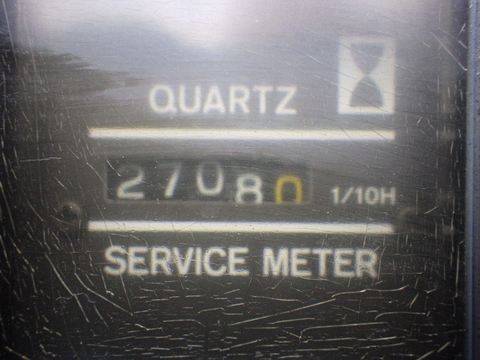 QUARTZ
27080 1/10H
SERVICE METER